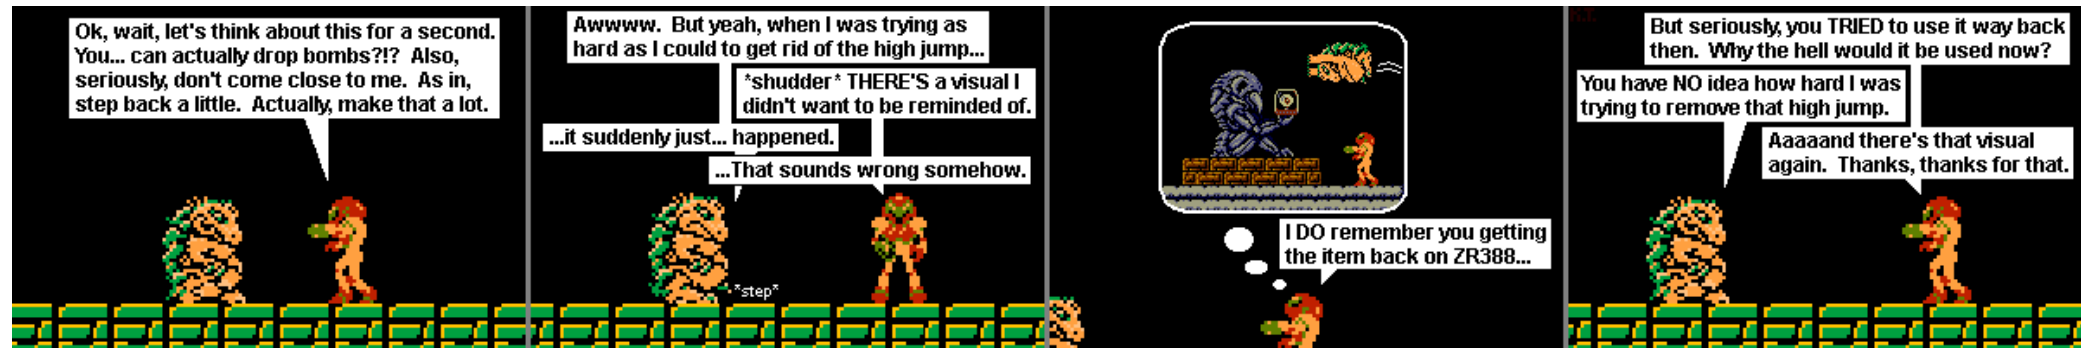 Ok, wait, let's think about this for a second.
You... can actually drop bombs?!? Also,
seriously, don't come close to me. As in,
step back a little. Actually, make that a lot.
Awwww. But yeah, when I was trying as
hard as I could to get rid of the high jump...
*shudder* THERE'S a visual I
didn't want to be reminded of.
...it suddenly just... happened.
...That sounds wrong somehow.
*step*
I DO remember you getting
the item back on ZR388...
But seriously, you TRIED to use it way back
then. Why the hell would it be used now?
You have NO idea how hard I was
trying to remove that high jump.
Aaaaand there's that visual
again. Thanks, thanks for that.